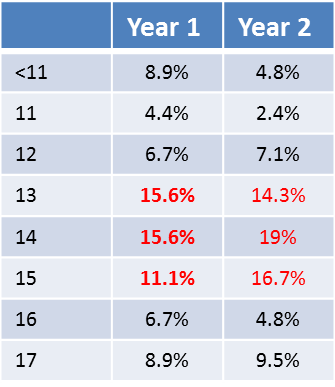 Year 1 Year 2
<11 8.9% 4.8%
11 4.4% 2.4%
12 6.7% 7.1%
13 15.6% 14.3%
14 15.6% 19%
15 11.1% 16.7%
16 6.7% 4.8%
17 8.9% 9.5%